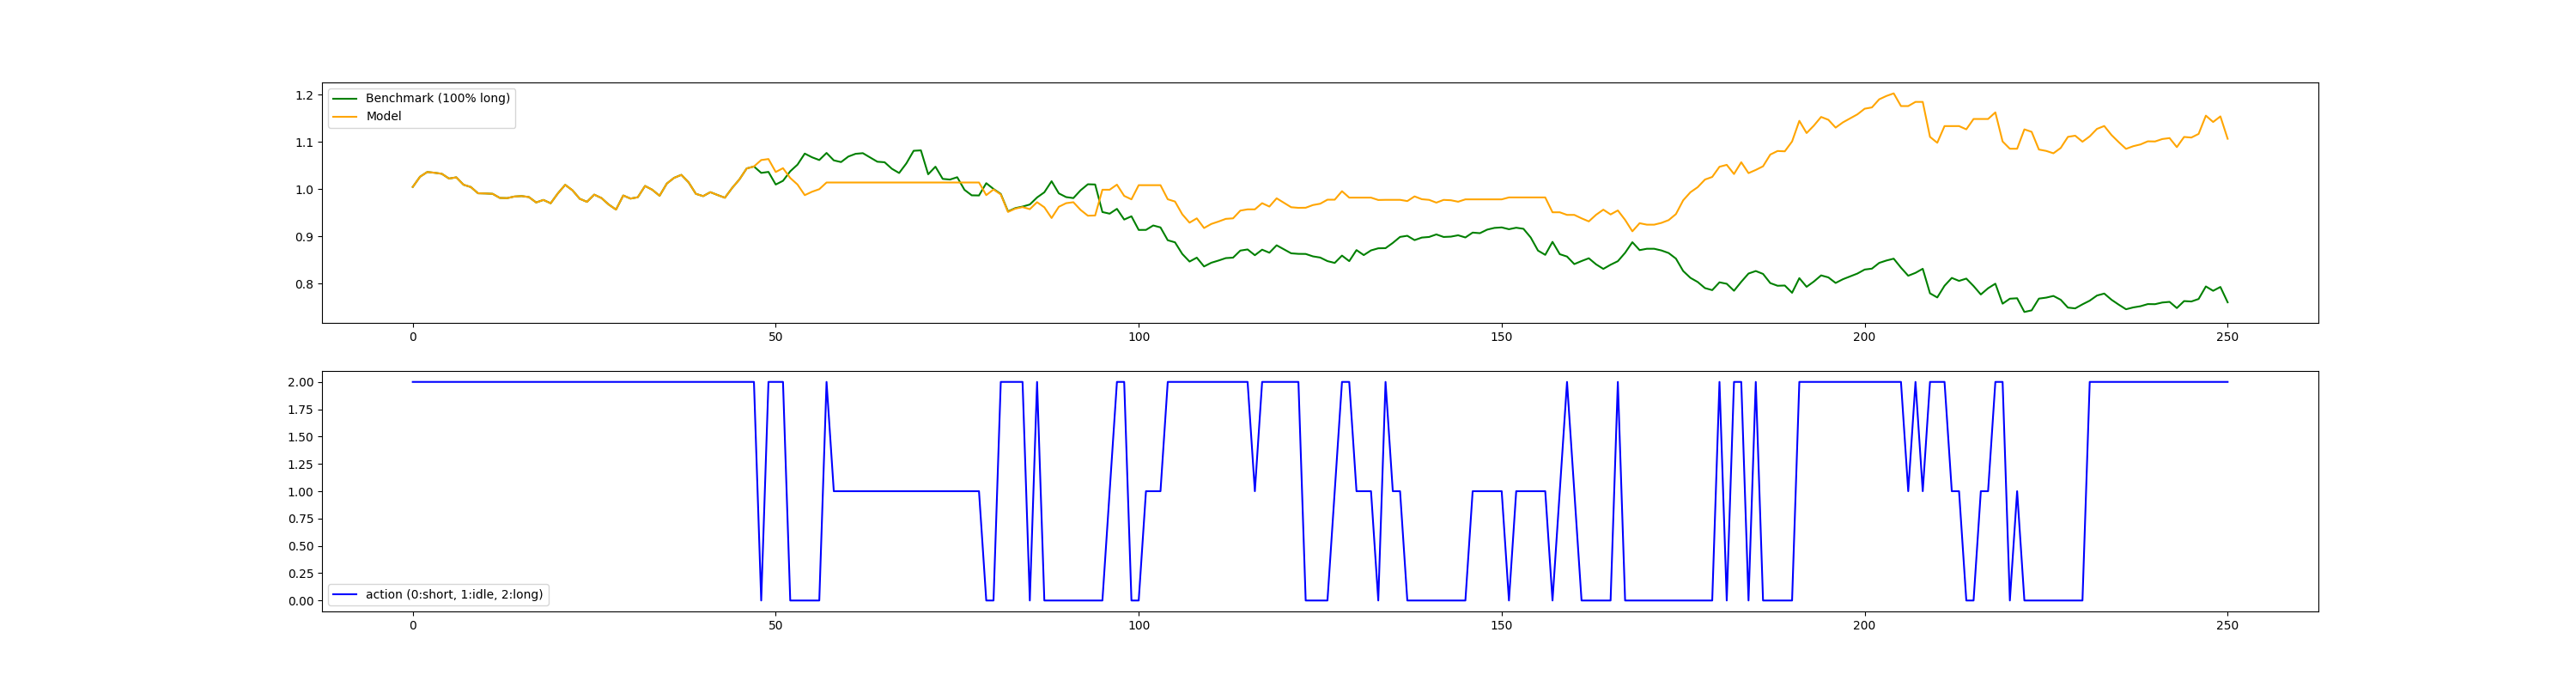 Benchmark (100% long)
Model
1.2
1.1
1.0
0.9
0.8
0 50 100 150 200 250
2.00
1.75
1.50
1.25
1.00
0.75
0.50
0.25
0.00
action (0:short, 1:idle, 2:long)
0 50 100 150 200 250